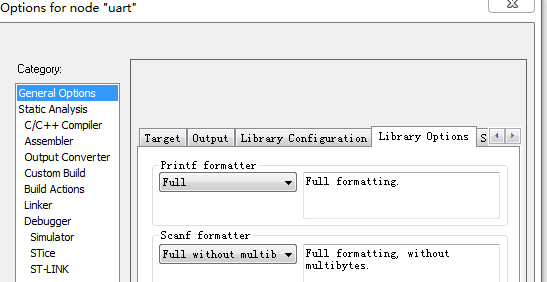 Options for node "uart"
Category:
General Options
Static Analysis
C/C++ Compiler
Assembler
Output Converter
Custom Build
Build Actions
Linker
Debugger
Simulator
STice
ST-LINK
Target Output Library Configuration Library Options S
Printf formatter
Full
Full formatting.
Scanf formatter
Full without multib
Full formatting, without
multibytes.